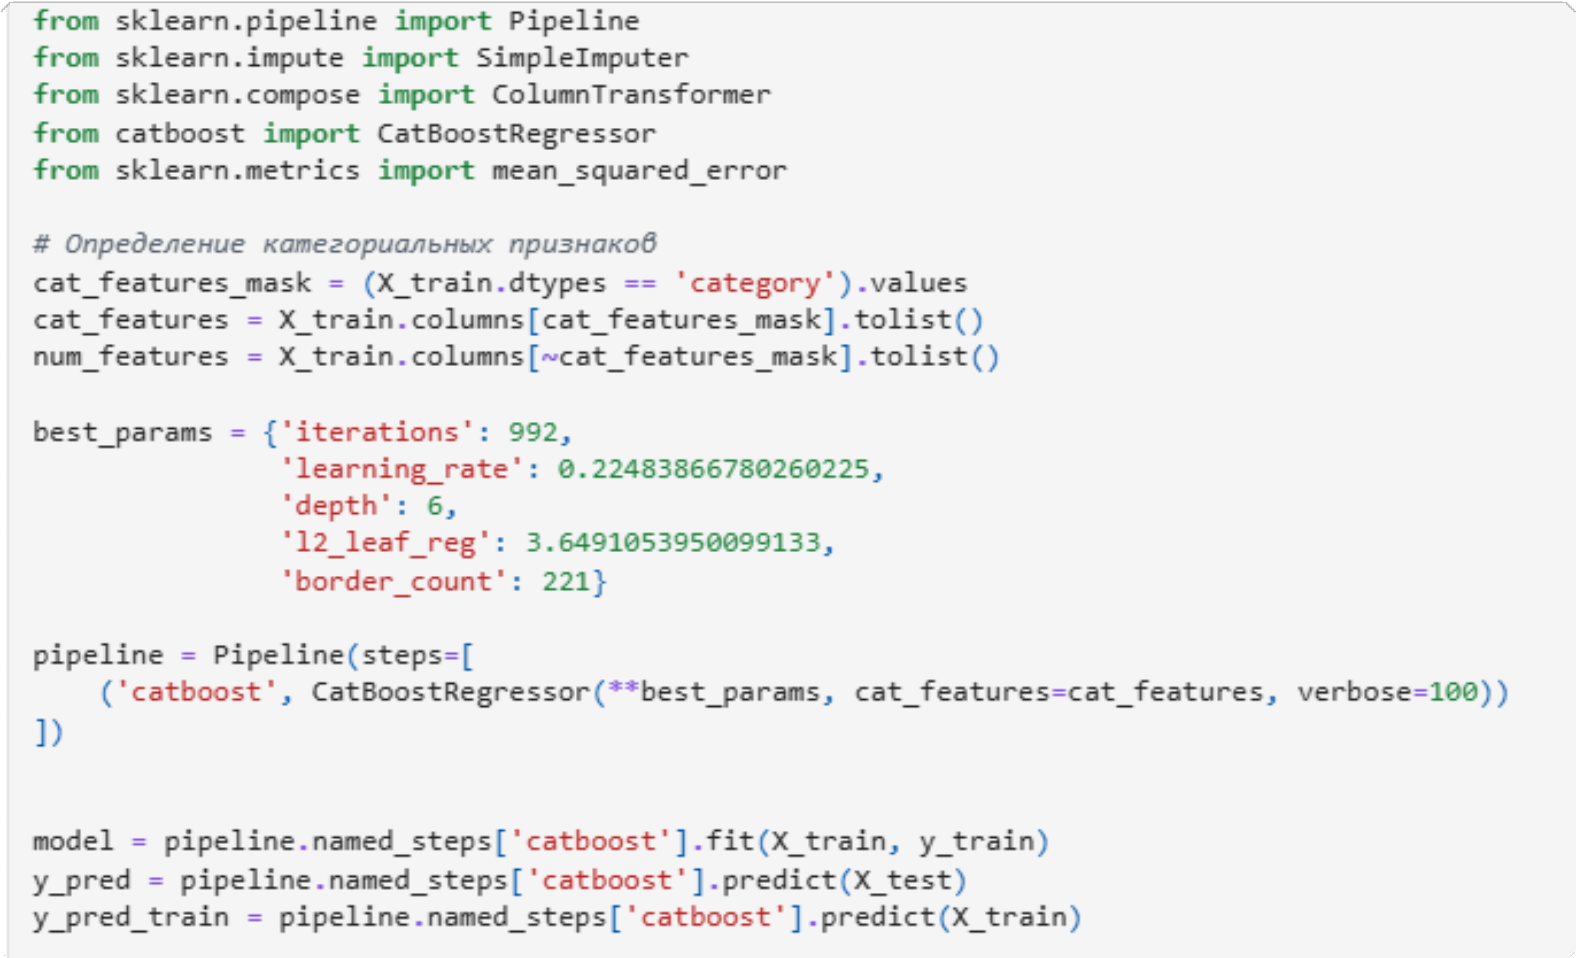 from sklearn.pipeline import Pipeline
from sklearn.impute import SimpleImputer
from sklearn.compose import ColumnTransformer
from catboost import CatBoostRegressor
from sklearn.metrics import mean_squared_error
# Определение категориальных признаков
cat_features_mask = (X_train.dtypes == 'category').values
cat_features = X_train.columns[cat_features_mask].tolist()
num_features = X_train.columns[~cat_features_mask].tolist()
best_params = {'iterations': 992,
'learning_rate': 0.22483866780260225,
'depth': 6,
'l2_leaf_reg': 3.6491053950099133,
'border_count': 221}
pipeline = Pipeline(steps=[
('catboost', CatBoostRegressor(**best_params, cat_features=cat_features, verbose=100))
])
model = pipeline.named_steps['catboost'].fit(X_train, y_train)
y_pred = pipeline.named_steps['catboost'].predict(X_test)
y_pred_train = pipeline.named_steps['catboost'].predict(X_train)